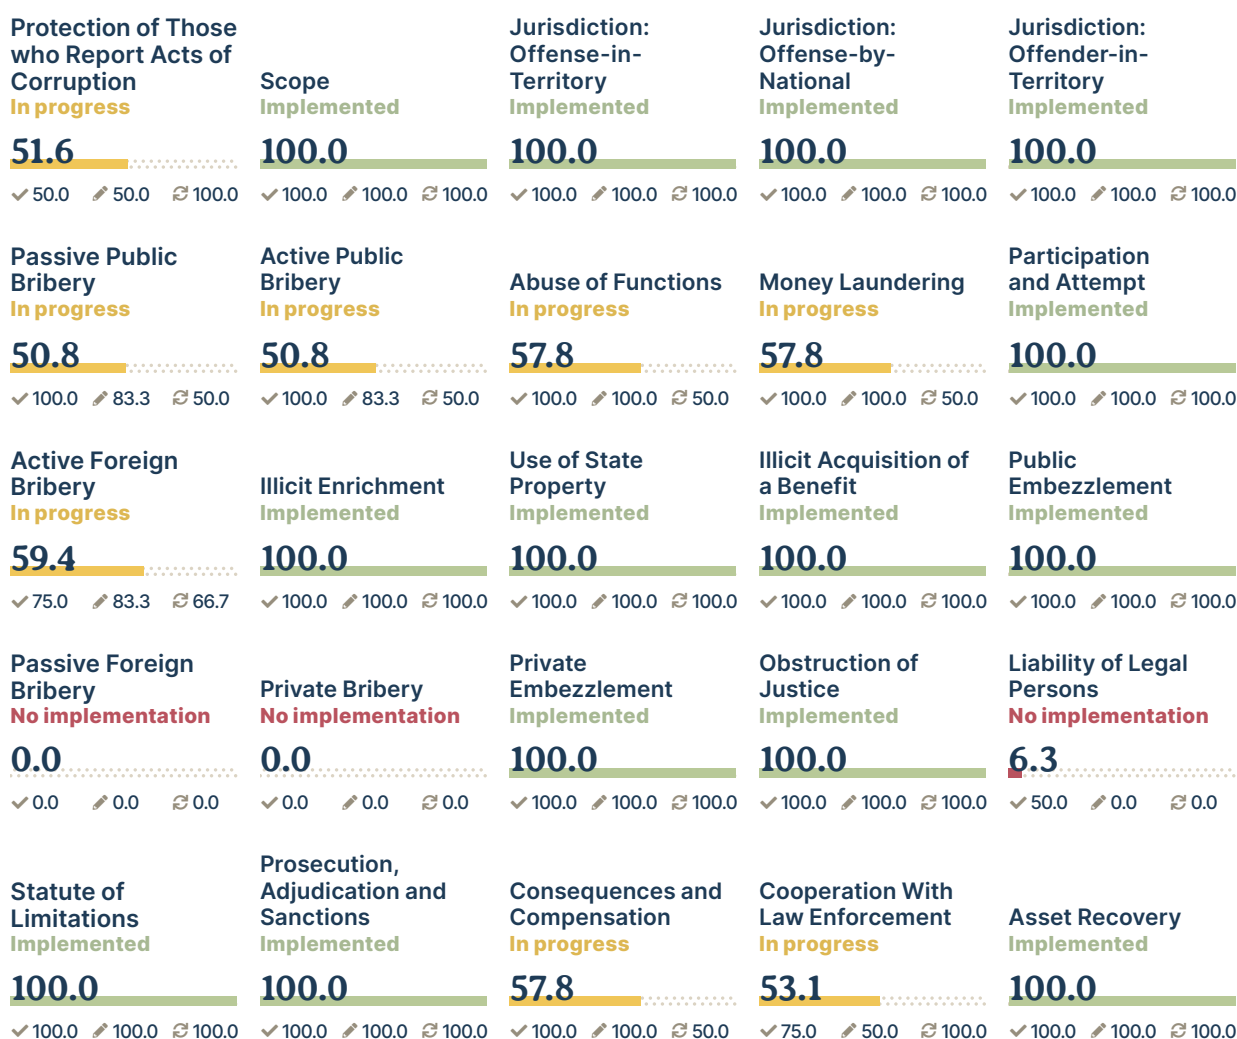 Protection of Those
who Report Acts of
Corruption
In progress
51.6
50.0 50.0 100.0
Scope
Implemented
100.0
100.0 100.0 100.0
Jurisdiction:
Offense-in-
Territory
Implemented
100.0
100.0 100.0 100.0
Jurisdiction:
Offense-by-
National
Implemented
100.0
100.0 100.0 100.0
Jurisdiction:
Offender-in-
Territory
Implemented
100.0
100.0 100.0 100.0
Passive Public
Bribery
In progress
50.8
100.0 83.3 50.0
Active Public
Bribery
In progress
50.8
100.0 83.3 50.0
Abuse of Functions
In progress
57.8
100.0 100.0 50.0
Money Laundering
In progress
57.8
100.0 100.0 50.0
Participation
and Attempt
Implemented
100.0
100.0 100.0 100.0
Active Foreign
Bribery
In progress
59.4
75.0 83.3 66.7
Illicit Enrichment
Implemented
100.0
100.0 100.0 100.0
Use of State
Property
Implemented
100.0
100.0 100.0 100.0
Illicit Acquisition of
a Benefit
Implemented
100.0
100.0 100.0 100.0
Public
Embezzlement
Implemented
100.0
100.0 100.0 100.0
Passive Foreign
Bribery
No implementation
0.0
0.0 0.0 0.0
Private Bribery
No implementation
0.0
0.0 0.0 0.0
Private
Embezzlement
Implemented
100.0
100.0 100.0 100.0
Obstruction of
Justice
Implemented
100.0
100.0 100.0 100.0
Liability of Legal
Persons
No implementation
6.3
50.0 0.0 0.0
Statute of
Limitations
Implemented
100.0
100.0 100.0 100.0
Prosecution,
Adjudication and
Sanctions
Implemented
100.0
100.0 100.0 100.0
Consequences and
Compensation
In progress
57.8
100.0 100.0 50.0
Cooperation With
Law Enforcement
In progress
53.1
75.0 50.0 100.0
Asset Recovery
Implemented
100.0
100.0 100.0 100.0